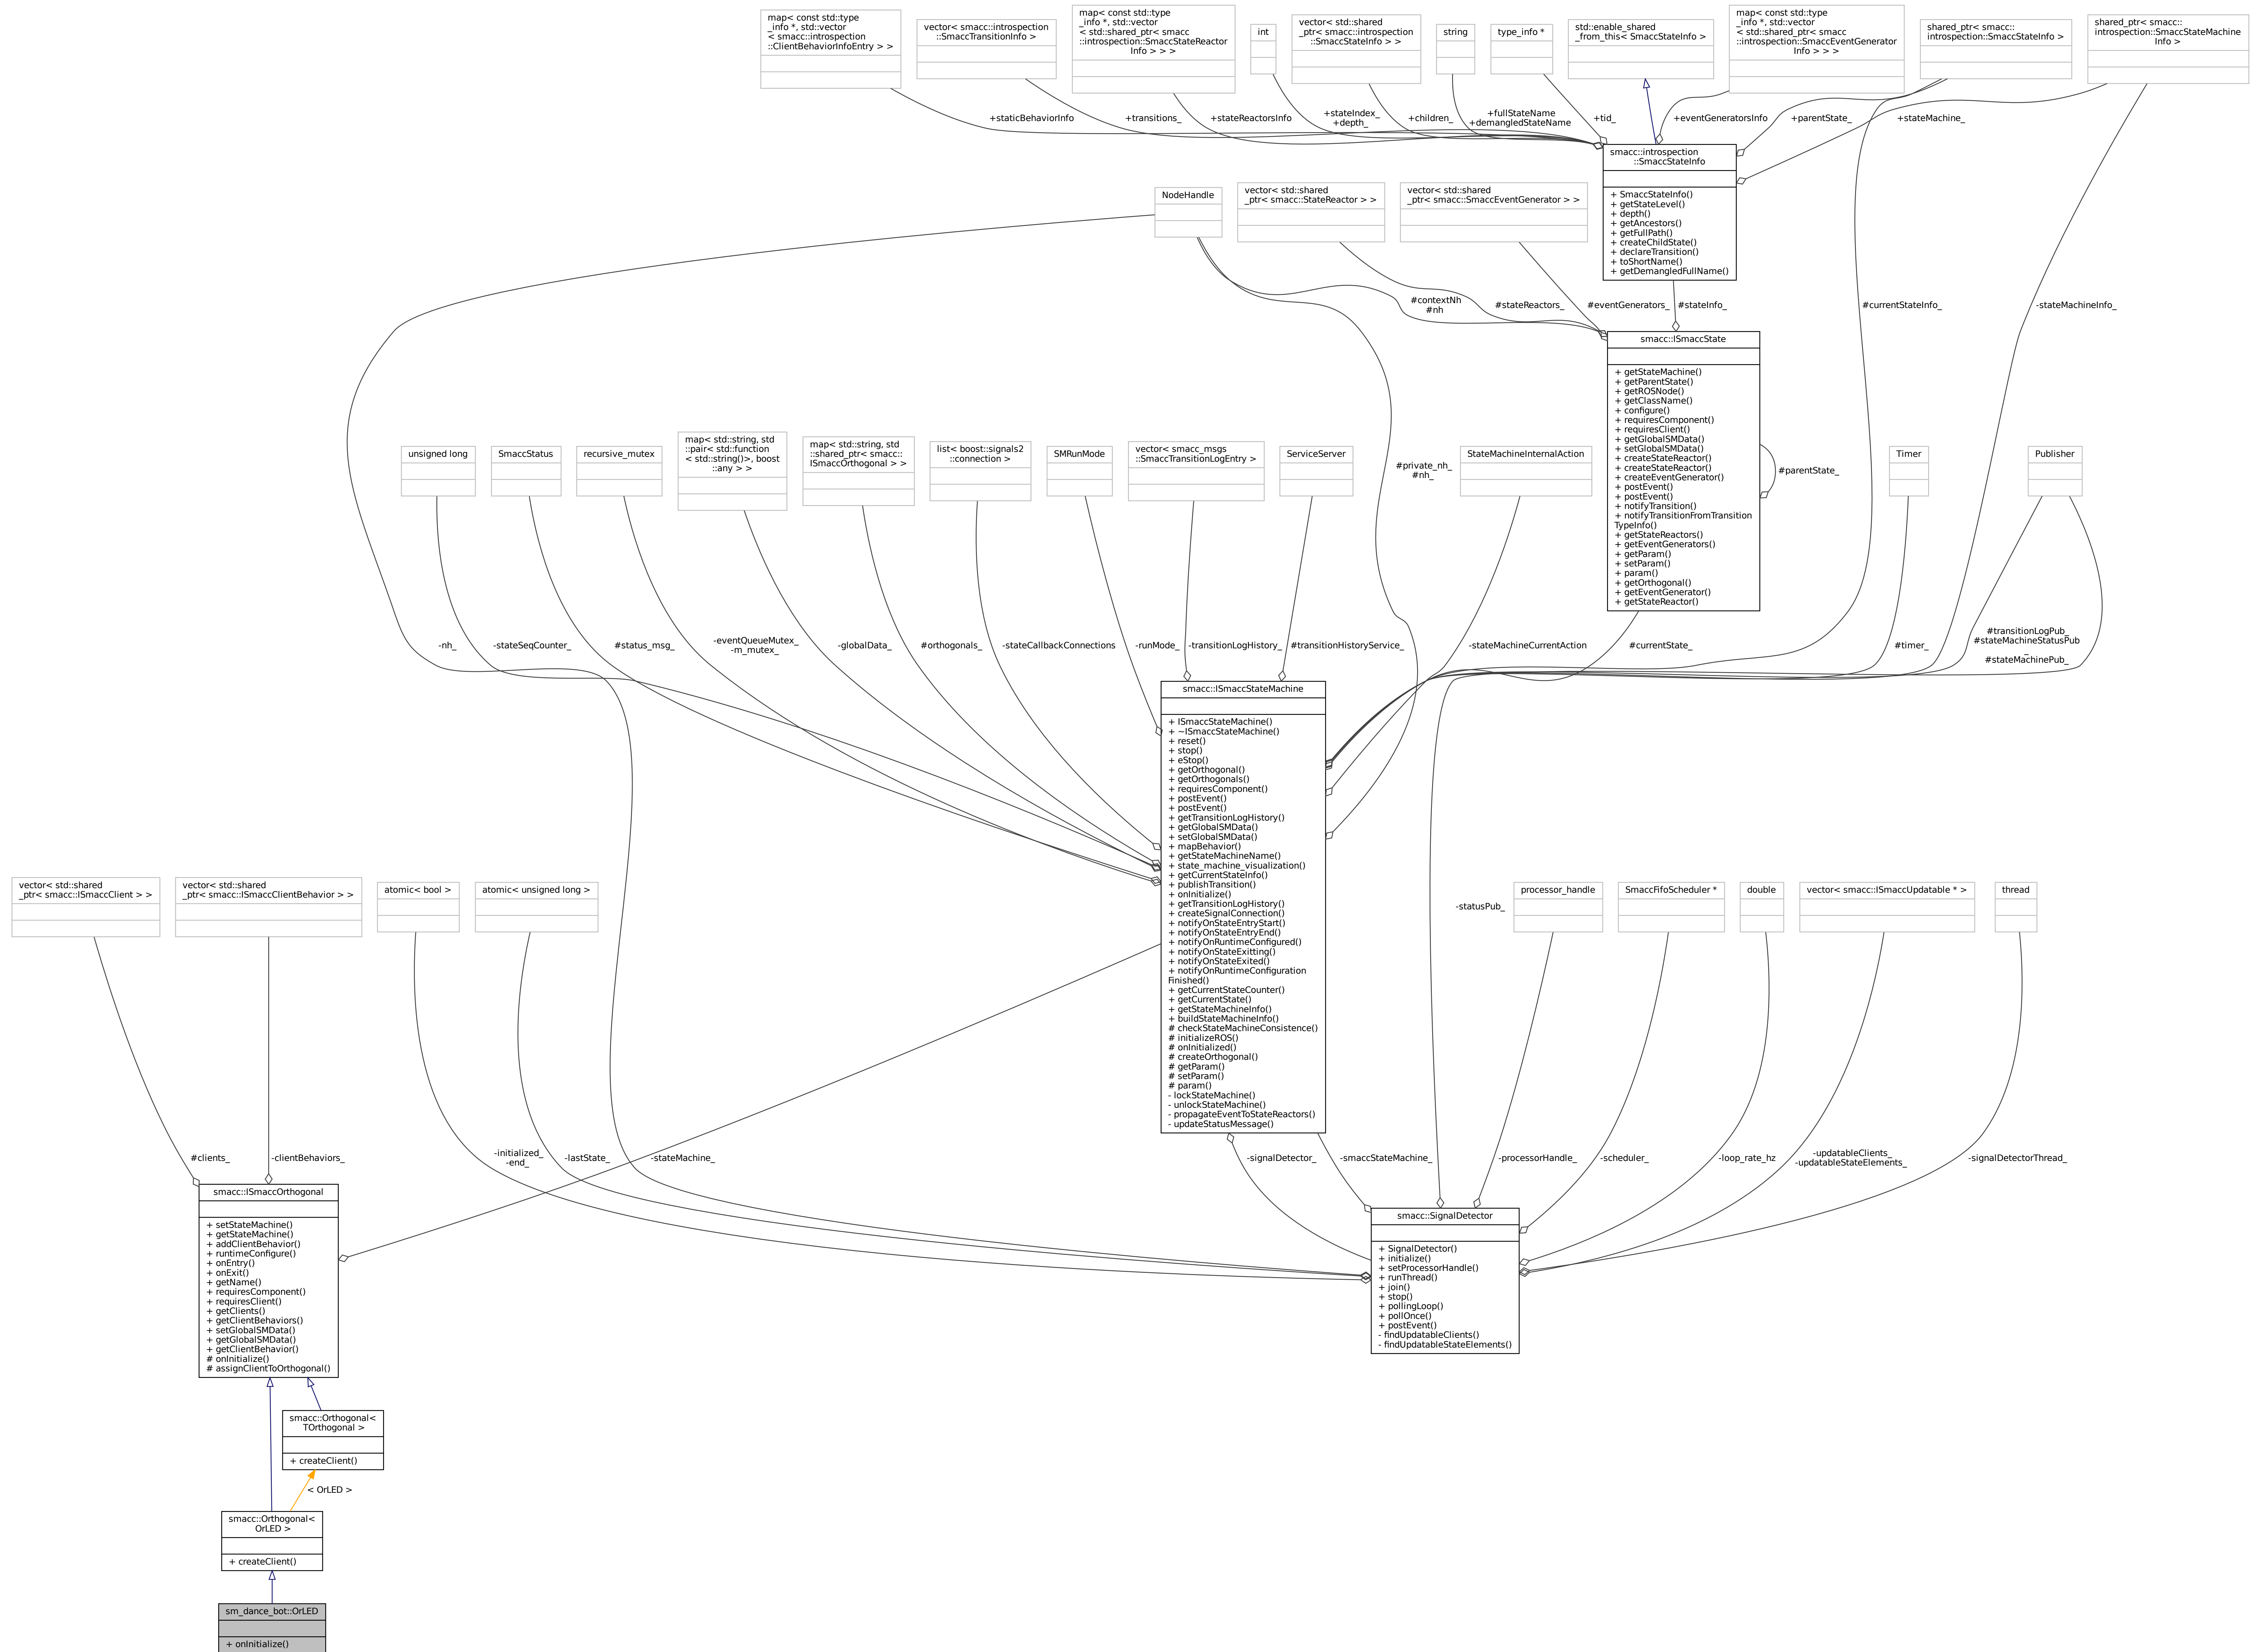 map< const std::type
_info *, std::vector
< smacc::introspection
::ClientBehaviorInfoEntry > >
vector< smacc::introspection
::SmaccTransitionInfo >
map< const std::type
_info *, std::vector
< std::shared_ptr< smacc
::introspection::SmaccStateReactor
Info > > >
int
vector< std::shared
_ptr< smacc::introspection
::SmaccStateInfo > >
string
type_info *
std::enable_shared
_from_this< SmaccStateInfo >
map< const std::type
_info *, std::vector
< std::shared_ptr< smacc
::introspection::SmaccEventGenerator
Info > > >
shared_ptr< smacc::
introspection::SmaccStateInfo >
shared_ptr< smacc::
introspection::SmaccStateMachine
Info >
+staticBehaviorInfo
+transitions_
+stateReactorsInfo
+stateIndex_
+depth_
+children_
+fullStateName
+demangledStateName
+tid_
+eventGeneratorsInfo
+parentState_
+stateMachine_
smacc::introspection
::SmaccStateInfo
+ SmaccStateInfo()
+ getStateLevel()
+ depth()
+ getAncestors()
+ getFullPath()
+ createChildState()
+ declareTransition()
+ toShortName()
+ getDemangledFullName()
NodeHandle
vector< std::shared
_ptr< smacc::StateReactor > >
vector< std::shared
_ptr< smacc::SmaccEventGenerator > >
#contextNh
#nh
#stateReactors_
#eventGenerators_
#stateInfo_
#currentStateInfo_
-stateMachineInfo_
smacc::ISmaccState
+ getStateMachine()
+ getParentState()
+ getROSNode()
+ getClassName()
+ configure()
+ requiresComponent()
+ requiresClient()
+ getGlobalSMData()
+ setGlobalSMData()
+ createStateReactor()
+ createStateReactor()
+ createEventGenerator()
+ postEvent()
+ postEvent()
+ notifyTransition()
+ notifyTransitionFromTransition
TypeInfo()
+ getStateReactors()
+ getEventGenerators()
+ getParam()
+ setParam()
+ param()
+ getOrthogonal()
+ getEventGenerator()
+ getStateReactor()
#parentState_
unsigned long
SmaccStatus
recursive_mutex
map< std::string, std
::pair< std::function
< std::string()>, boost
::any > >
map< std::string, std
::shared_ptr< smacc::
ISmaccOrthogonal > >
list< boost::signals2
::connection >
SMRunMode
vector< smacc_msgs
::SmaccTransitionLogEntry >
ServiceServer
#private_nh_
#nh_
StateMachineInternalAction
Timer
Publisher
-nh_
-stateSeqCounter_
#status_msg_
-eventQueueMutex_
-m_mutex_
-globalData_
#orthogonals_
-stateCallbackConnections
-runMode_
-transitionLogHistory_
#transitionHistoryService_
-stateMachineCurrentAction
#currentState_
#timer_
#transitionLogPub_
#stateMachineStatusPub
_
#stateMachinePub_
smacc::ISmaccStateMachine
+ ISmaccStateMachine()
+ ~ISmaccStateMachine()
+ reset()
+ stop()
+ eStop()
+ getOrthogonal()
+ getOrthogonals()
+ requiresComponent()
+ postEvent()
+ postEvent()
+ getTransitionLogHistory()
+ getGlobalSMData()
+ setGlobalSMData()
+ mapBehavior()
+ getStateMachineName()
+ state_machine_visualization()
+ getCurrentStateInfo()
+ publishTransition()
+ onInitialize()
+ getTransitionLogHistory()
+ createSignalConnection()
+ notifyOnStateEntryStart()
+ notifyOnStateEntryEnd()
+ notifyOnRuntimeConfigured()
+ notifyOnStateExitting()
+ notifyOnStateExited()
+ notifyOnRuntimeConfiguration
Finished()
+ getCurrentStateCounter()
+ getCurrentState()
+ getStateMachineInfo()
+ buildStateMachineInfo()
# checkStateMachineConsistence()
# initializeROS()
# onInitialized()
# createOrthogonal()
# getParam()
# setParam()
# param()
- lockStateMachine()
- unlockStateMachine()
- propagateEventToStateReactors()
- updateStatusMessage()
vector< std::shared
_ptr< smacc::ISmaccClient > >
vector< std::shared
_ptr< smacc::ISmaccClientBehavior > >
atomic< bool >
atomic< unsigned long >
-statusPub_
processor_handle
SmaccFifoScheduler *
double
vector< smacc::ISmaccUpdatable * >
thread
#clients_
-clientBehaviors_
-initialized_
-end_
-lastState_
-stateMachine_
-signalDetector_
-smaccStateMachine_
-processorHandle_
-scheduler_
-loop_rate_hz
-updatableClients_
-updatableStateElements_
-signalDetectorThread_
smacc::ISmaccOrthogonal
+ setStateMachine()
+ getStateMachine()
+ addClientBehavior()
+ runtimeConfigure()
+ onEntry()
+ onExit()
+ getName()
+ requiresComponent()
+ requiresClient()
+ getClients()
+ getClientBehaviors()
+ setGlobalSMData()
+ getGlobalSMData()
+ getClientBehavior()
# onInitialize()
# assignClientToOrthogonal()
smacc::SignalDetector
+ SignalDetector()
+ initialize()
+ setProcessorHandle()
+ runThread()
+ join()
+ stop()
+ pollingLoop()
+ pollOnce()
+ postEvent()
- findUpdatableClients()
- findUpdatableStateElements()
smacc::Orthogonal<
TOrthogonal >
+ createClient()
< OrLED >
smacc::Orthogonal<
OrLED >
+ createClient()
sm_dance_bot::OrLED
+ onInitialize()